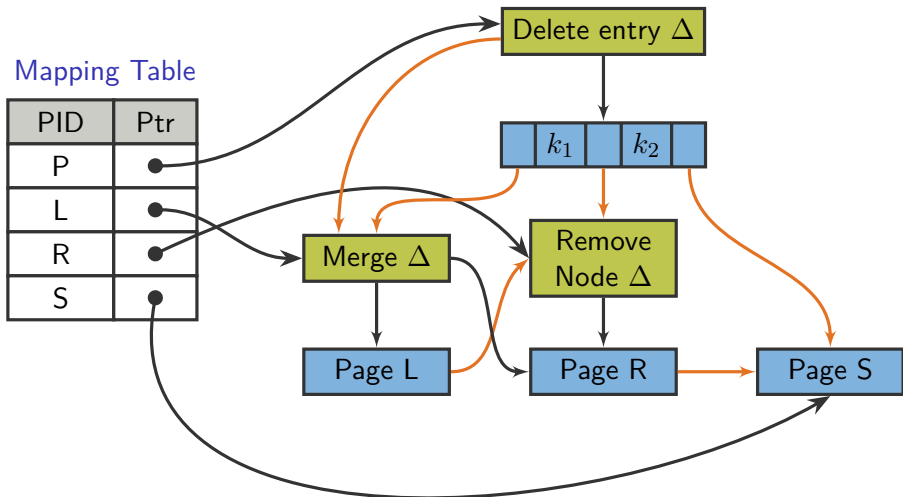 Delete entry Δ
Mapping Table
PID Ptr
k1 k2
P
L
R
S
Merge Δ
Remove
Node Δ
Page L
Page R
Page S